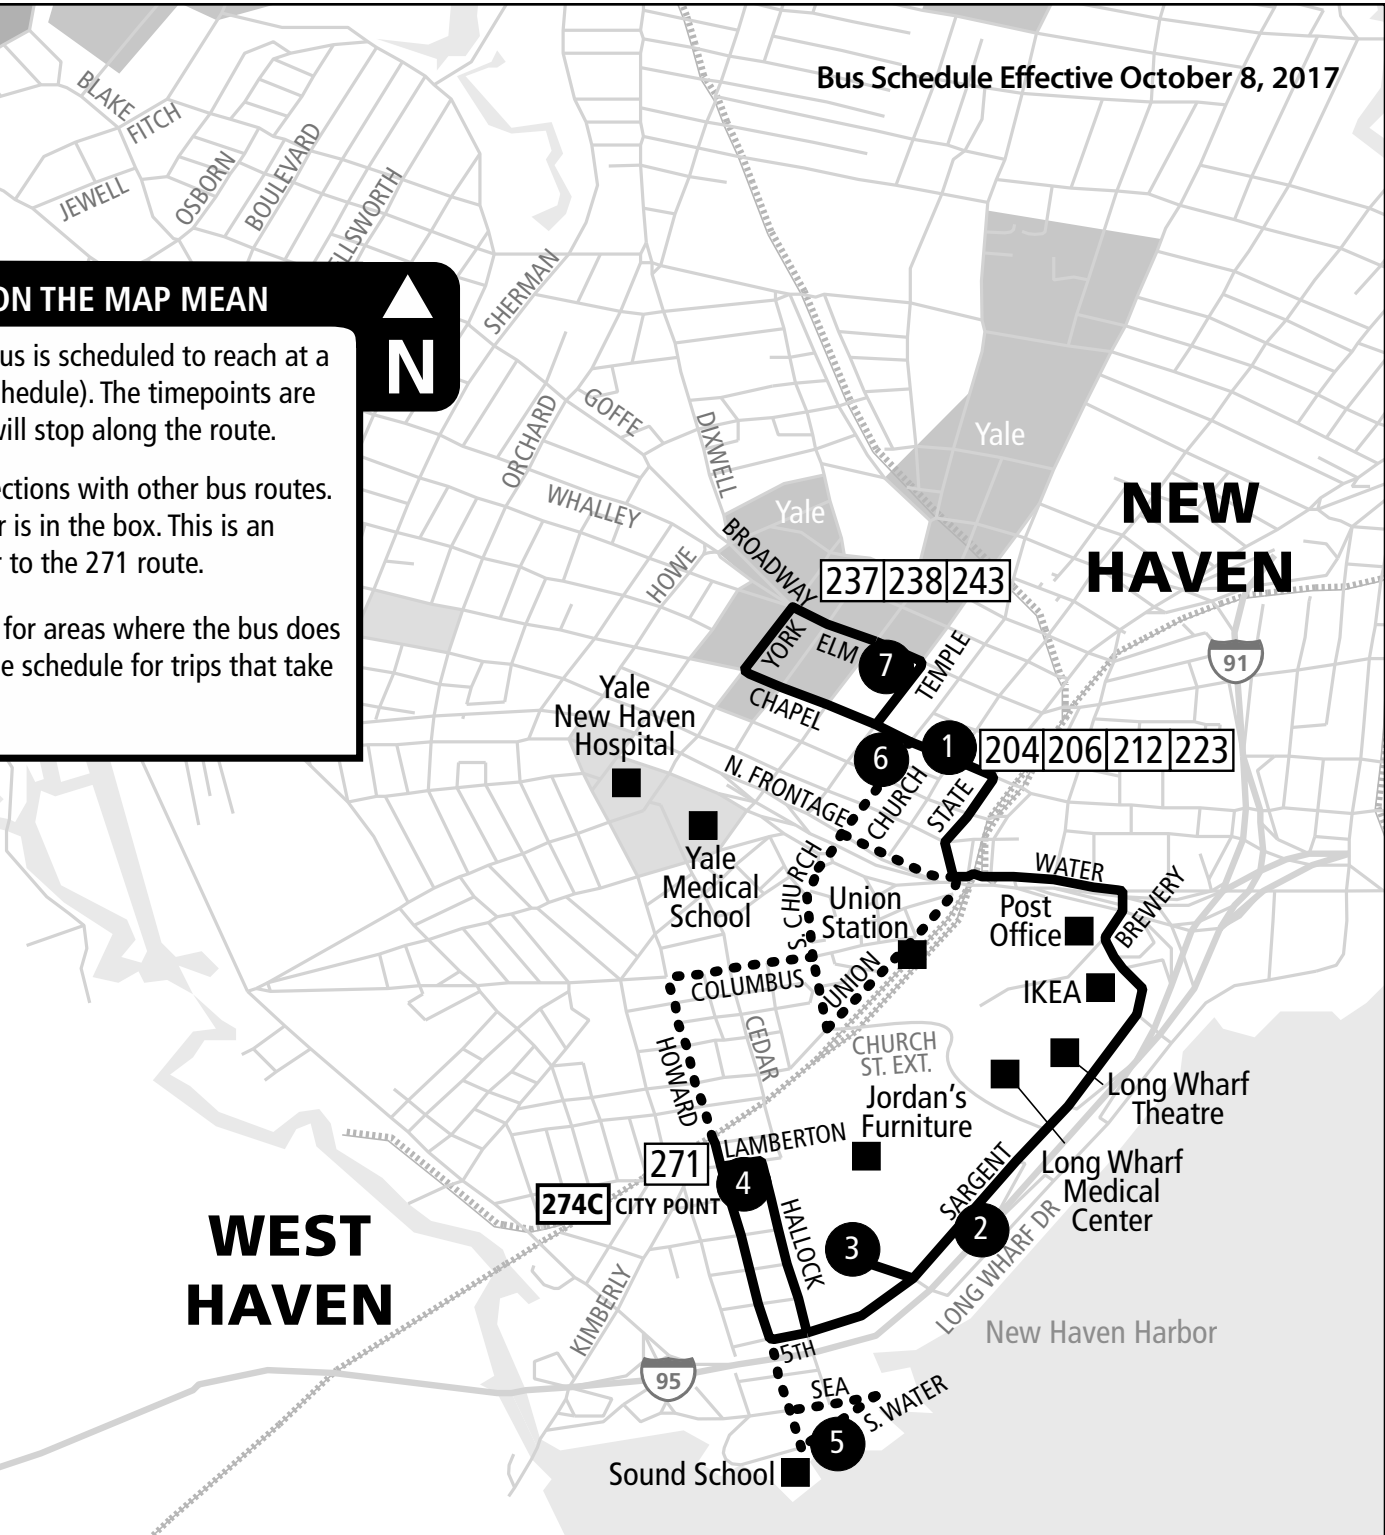 Bus Schedule Effective October 8, 2017
BLAKE
FITCH
JEWELL
OSBORN
BOULEVARD
ELLSWORTH
SHERMAN
ON THE MAP MEAN
N
us is scheduled to reach at a
hedule). The timepoints are
will stop along the route.
ections with other bus routes.
r is in the box. This is an
r to the 271 route.
for areas where the bus does
e schedule for trips that take
ORCHARD
GOFFE
DIXWELL
WHALLEY
HOWE
Yale
Yale
NEW
HAVEN
BROADWAY
237 238 243
YORK
ELM
7
TEMPLE
91
CHAPEL
Yale
New Haven
Hospital
6
1
204 206 212 223
N. FRONTAGE
CHURCH
STATE
Yale
Medical
School
S. CHURCH
Union
Station
WATER
Post
Office
BREWERY
COLUMBUS
UNION
IKEA
CEDAR
HOWARD
CHURCH
ST. EXT.
Long Wharf
Theatre
Jordan's
Furniture
LAMBERTON
271
4
274C CITY POINT
HALLOCK
SARGENT
Long Wharf
Medical
Center
2
3
LONG WHARF DR
WEST
HAVEN
KIMBERLY
New Haven Harbor
5TH
95
SEA
S. WATER
5
Sound School